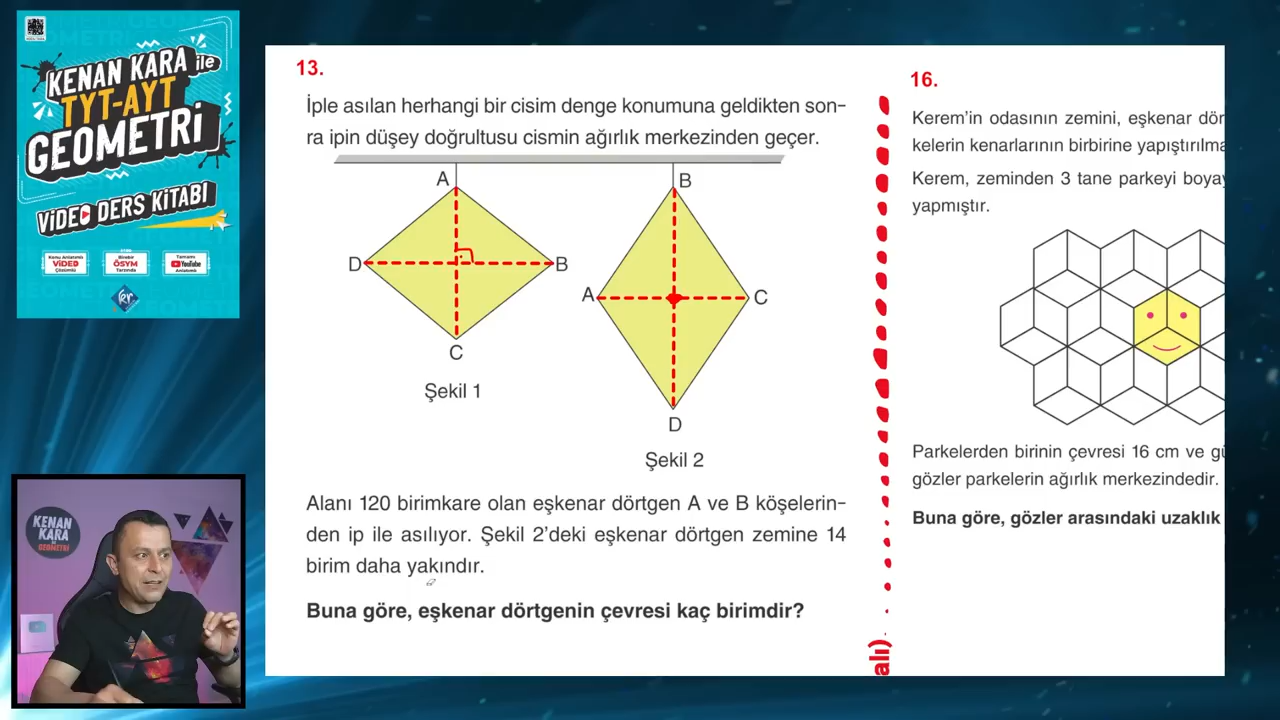 KENAN KARA ile
TYT-AYT
GEOMETRİ
VİDEO DERS KİTABI
Konu Anlatımlı
VİDEO
Çözümlü
Birebir
ÖSYM
Tarzında
Tamamı
YouTube
Anlatımlı
13.
İple asılan herhangi bir cisim denge konumuna geldikten son-
ra ipin düşey doğrultusu cismin ağırlık merkezinden geçer.
A
D
B
C
Şekil 1
B
A
C
D
Şekil 2
Alanı 120 birimkare olan eşkenar dörtgen A ve B köşelerin-
den ip ile asılıyor. Şekil 2'deki eşkenar dörtgen zemine 14
birim daha yakındır.
Buna göre, eşkenar dörtgenin çevresi kaç birimdir?
alı)
16.
Kerem'in odasının zemini, eşkenar dör
kelerin kenarlarının birbirine yapıştırılma
Kerem, zeminden 3 tane parkeyi boyay
yapmıştır.
Parkelerden birinin çevresi 16 cm ve gü
gözler parkelerin ağırlık merkezindedir.
Buna göre, gözler arasındaki uzaklık
KENAN
KARA
GEOMETRİ